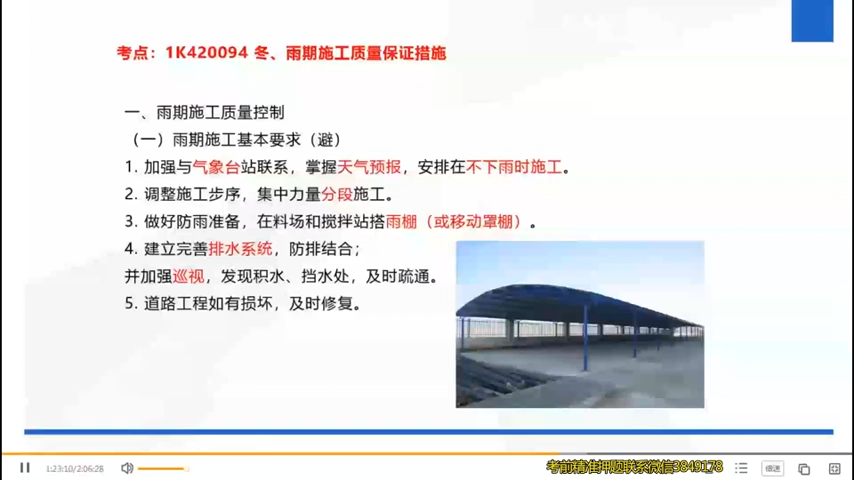 考点：1K420094 冬、雨期施工质量保证措施
一、雨期施工质量控制
（一）雨期施工基本要求（避）
1. 加强与气象台站联系，掌握天气预报，安排在不下雨时施工。
2. 调整施工步序，集中力量分段施工。
3. 做好防雨准备，在料场和搅拌站搭雨棚（或移动罩棚）。
4. 建立完善排水系统，防排结合；
并加强巡视，发现积水、挡水处，及时疏通。
5. 道路工程如有损坏，及时修复。
1:23:10/2:06:28
考前精准押题联系微信3849178
倍速